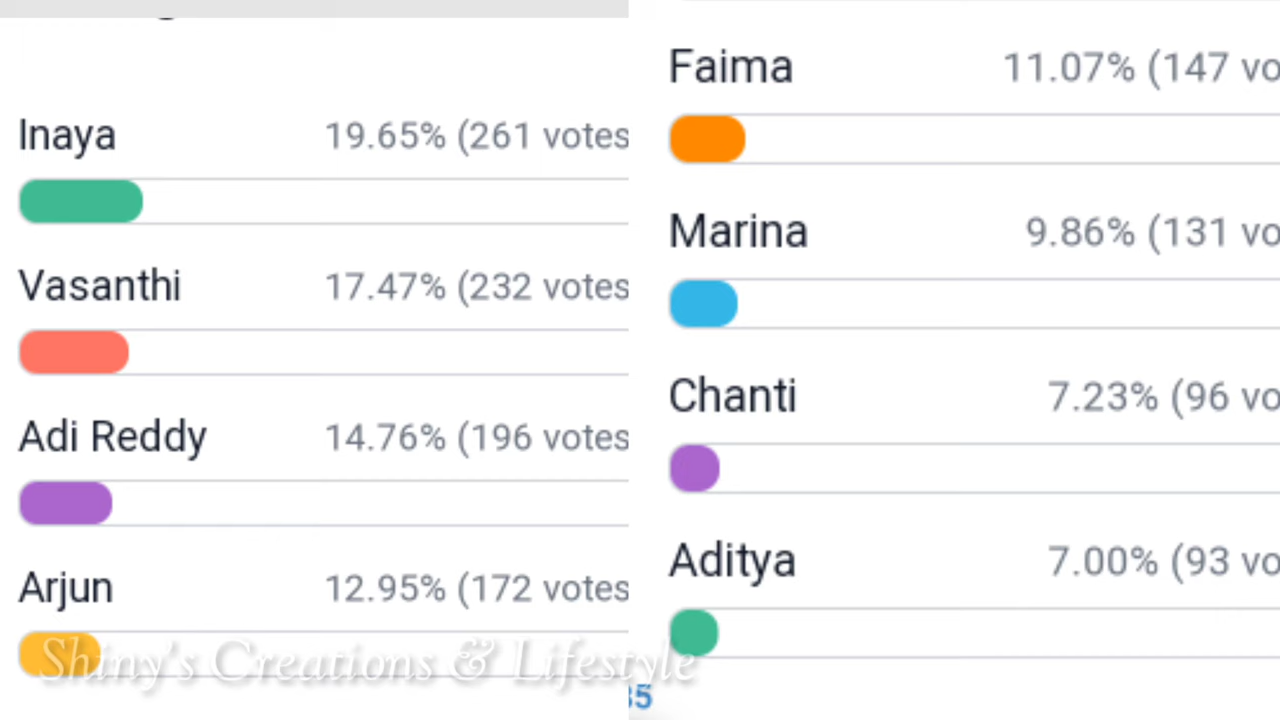 Inaya 19.65% (261 votes
Vasanthi 17.47% (232 votes
Adi Reddy 14.76% (196 votes
Arjun 12.95% (172 votes
Shiny's Creations & Lifestyle
Faima 11.07% (147 vo
Marina 9.86% (131 vo
Chanti 7.23% (96 vo
Aditya 7.00% (93 vo